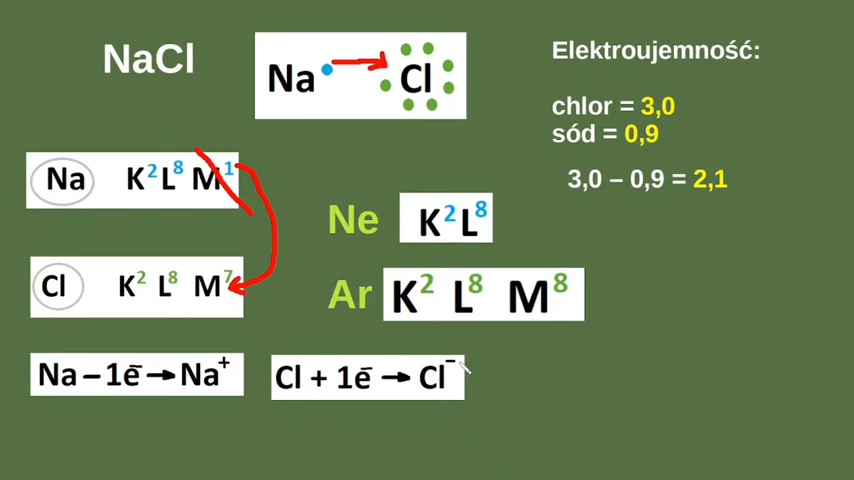 NaCl
Na Cl
Elektroujemność:
chlor = 3,0
sód = 0,9
3,0 – 0,9 = 2,1
Na K² L⁸ M¹
Ne K² L⁸
Cl K² L⁸ M⁷
Ar K² L⁸ M⁸
Na – 1e⁻ → Na⁺
Cl + 1e⁻ → Cl⁻